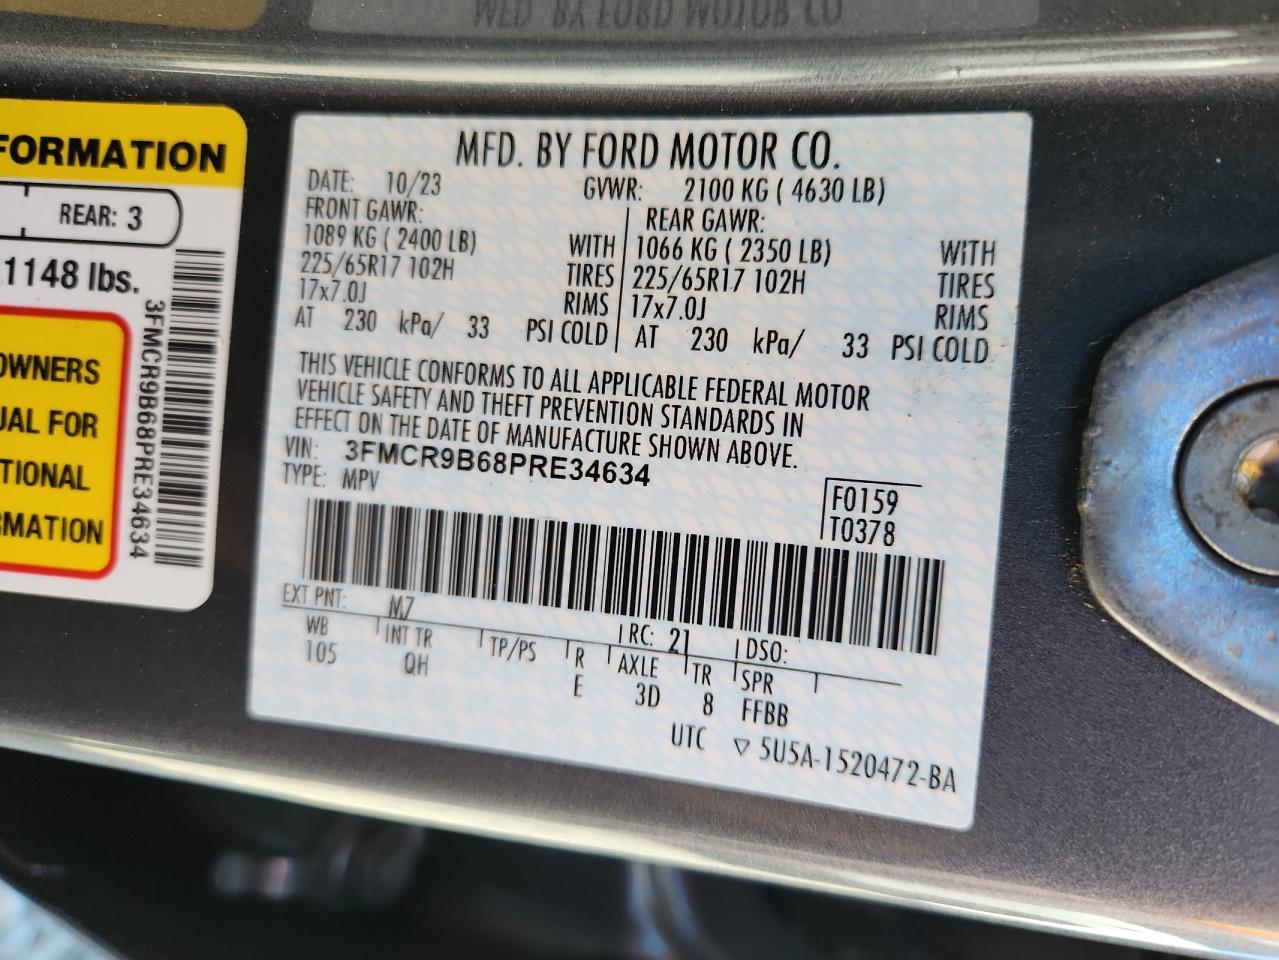 MFD. BY FORD MOTOR CO
FORMATION
REAR: 3
1148 lbs.
OWNERS
UAL FOR
TIONAL
RMATION
3FMCR9B68PRE34634
MFD. BY FORD MOTOR CO.
DATE: 10/23 GVWR: 2100 KG ( 4630 LB)
FRONT GAWR: REAR GAWR:
1089 KG ( 2400 LB) WITH 1066 KG ( 2350 LB) WITH
225/65R17 102H TIRES 225/65R17 102H TIRES
17x7.0J RIMS 17x7.0J RIMS
AT 230 kPa/ 33 PSI COLD AT 230 kPa/ 33 PSI COLD
THIS VEHICLE CONFORMS TO ALL APPLICABLE FEDERAL MOTOR
VEHICLE SAFETY AND THEFT PREVENTION STANDARDS IN
EFFECT ON THE DATE OF MANUFACTURE SHOWN ABOVE.
VIN: 3FMCR9B68PRE34634
TYPE: MPV
F0159
T0378
EXT PNT: M7 RC: 21 DSO:
WB INT TR TP/PS R AXLE TR SPR
105 QH E 3D 8 FFBB
UTC ▽ 5U5A-1520472-BA